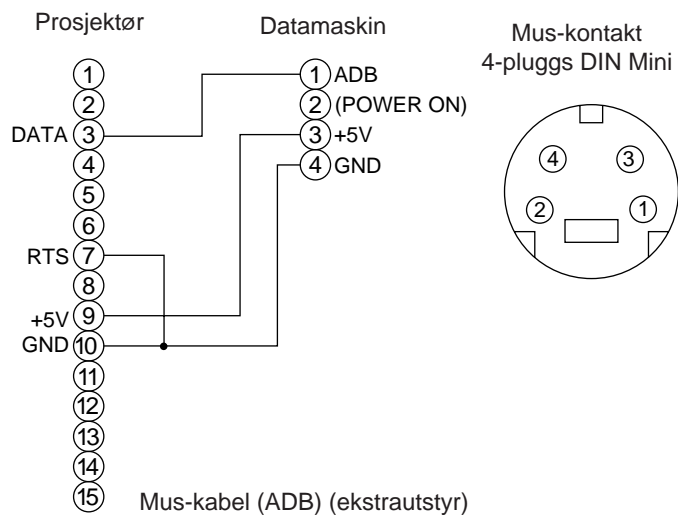 Prosjektør
Datamaskin
Mus-kontakt
4-pluggs DIN Mini
1
2
DATA 3
4
5
6
RTS 7
8
+5V 9
GND 10
11
12
13
14
15
1 ADB
2 (POWER ON)
3 +5V
4 GND
4 3
2 1
Mus-kabel (ADB) (ekstrautstyr)